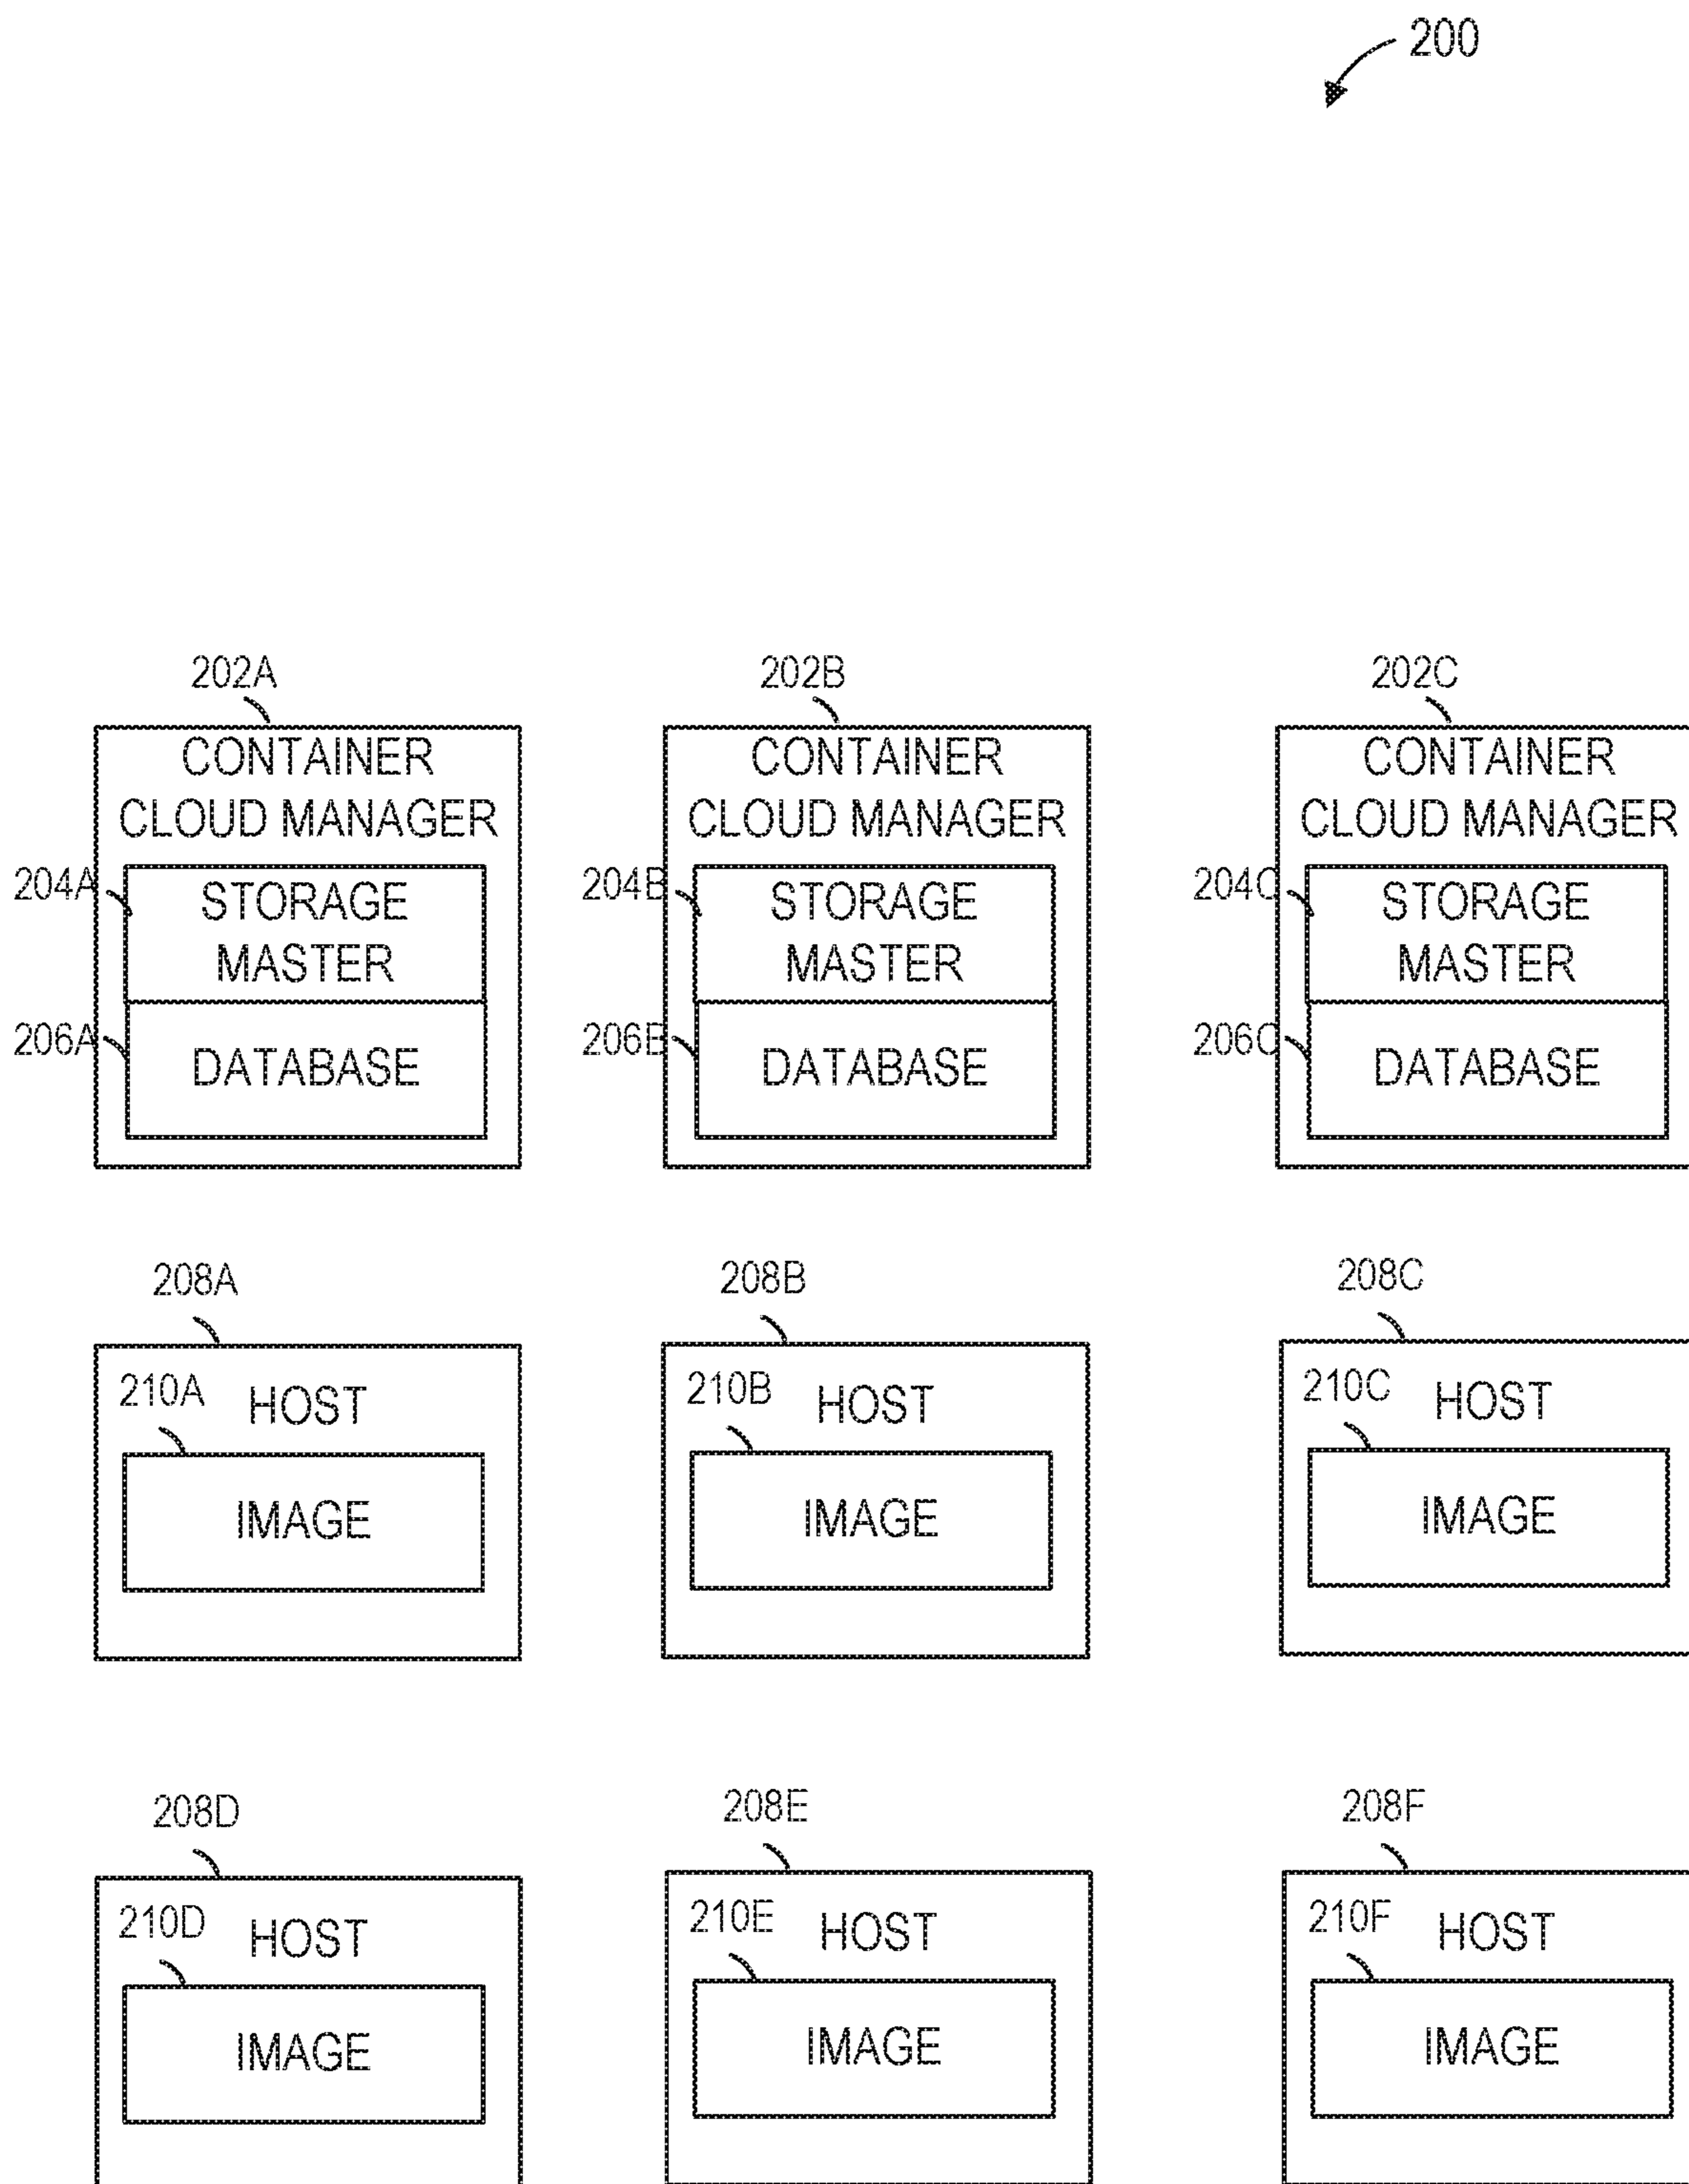 200
202A
202B
202C
CONTAINER
CLOUD MANAGER
CONTAINER
CLOUD MANAGER
CONTAINER
CLOUD MANAGER
204A
STORAGE
MASTER
204B
STORAGE
MASTER
204C
STORAGE
MASTER
206A
DATABASE
206B
DATABASE
206C
DATABASE
208A
208B
208C
210A
HOST
210B
HOST
210C
HOST
IMAGE
IMAGE
IMAGE
208D
208E
208F
210D
HOST
210E
HOST
210F
HOST
IMAGE
IMAGE
IMAGE